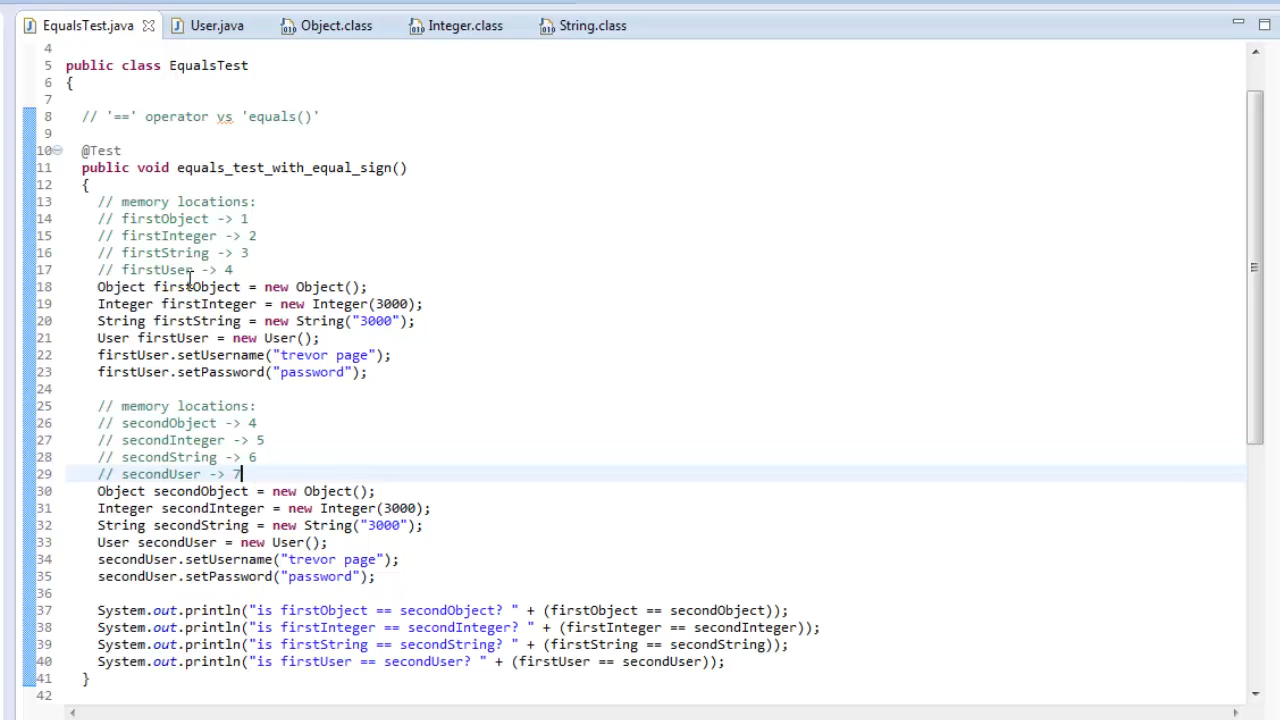 EqualsTest.java User.java Object.class Integer.class String.class
4
5 public class EqualsTest
6 {
7
8 // '==' operator vs 'equals()'
9
10 @Test
11 public void equals_test_with_equal_sign()
12 {
13 // memory locations:
14 // firstObject -> 1
15 // firstInteger -> 2
16 // firstString -> 3
17 // firstUser -> 4
18 Object firstObject = new Object();
19 Integer firstInteger = new Integer(3000);
20 String firstString = new String("3000");
21 User firstUser = new User();
22 firstUser.setUsername("trevor page");
23 firstUser.setPassword("password");
24
25 // memory locations:
26 // secondObject -> 4
27 // secondInteger -> 5
28 // secondString -> 6
29 // secondUser -> 7
30 Object secondObject = new Object();
31 Integer secondInteger = new Integer(3000);
32 String secondString = new String("3000");
33 User secondUser = new User();
34 secondUser.setUsername("trevor page");
35 secondUser.setPassword("password");
36
37 System.out.println("is firstObject == secondObject? " + (firstObject == secondObject));
38 System.out.println("is firstInteger == secondInteger? " + (firstInteger == secondInteger));
39 System.out.println("is firstString == secondString? " + (firstString == secondString));
40 System.out.println("is firstUser == secondUser? " + (firstUser == secondUser));
41 }
42